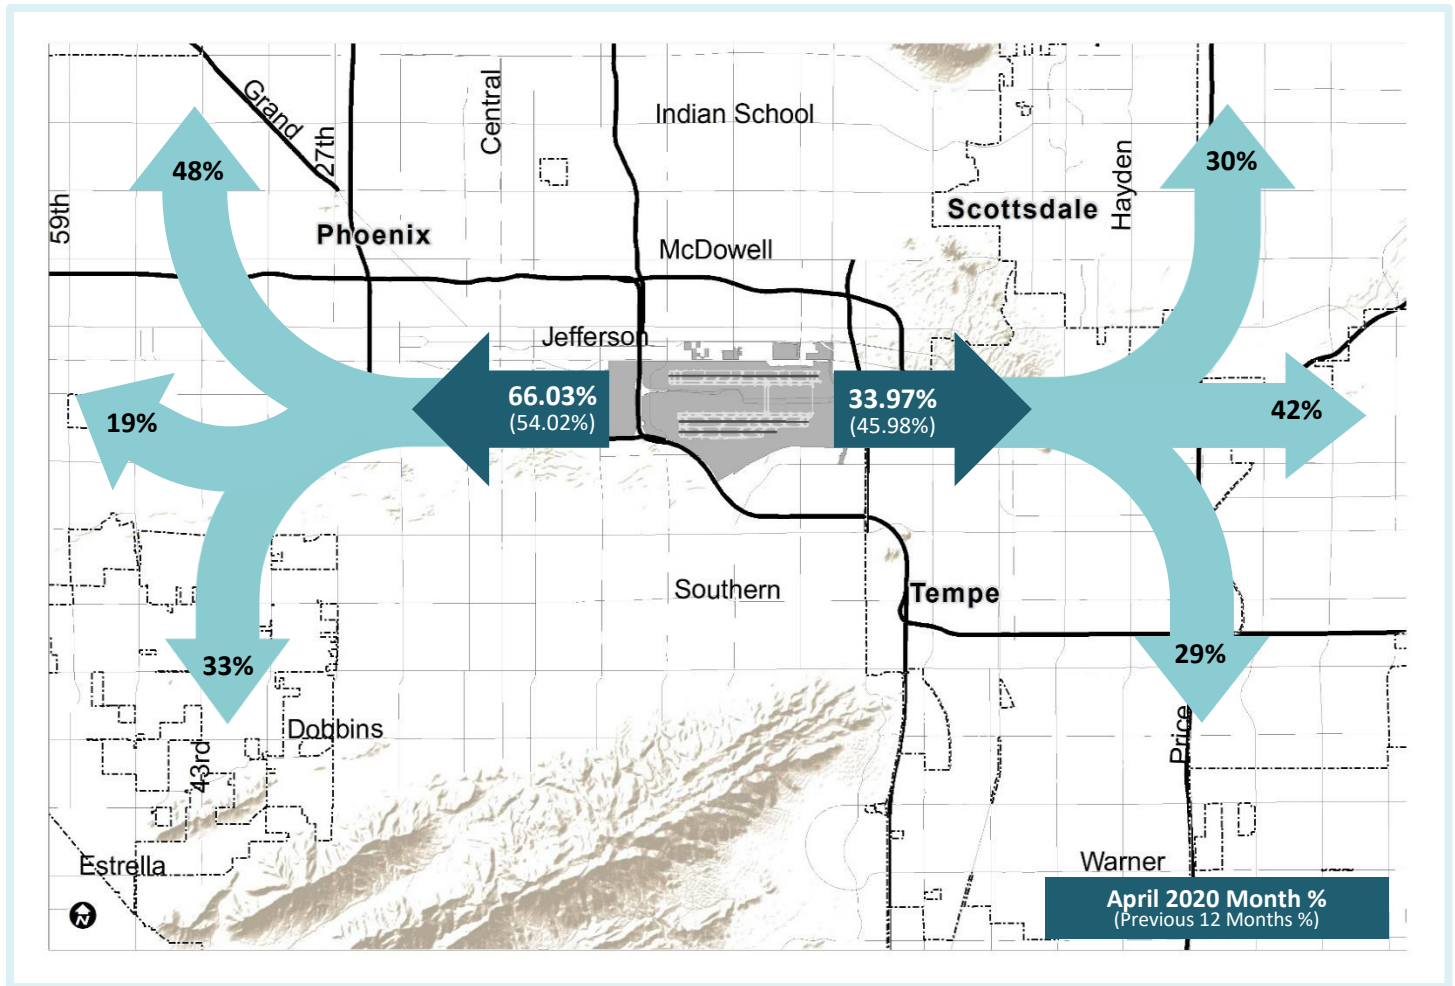 Grand
27th
Central
Indian School
48%
30%
Hayden
59th
Scottsdale
Phoenix
McDowell
Jefferson
66.03%
(54.02%)
33.97%
(45.98%)
19%
42%
Southern
Tempe
33%
29%
Dobbins
43rd
Price
Estrella
Warner
April 2020 Month %
(Previous 12 Months %)
N